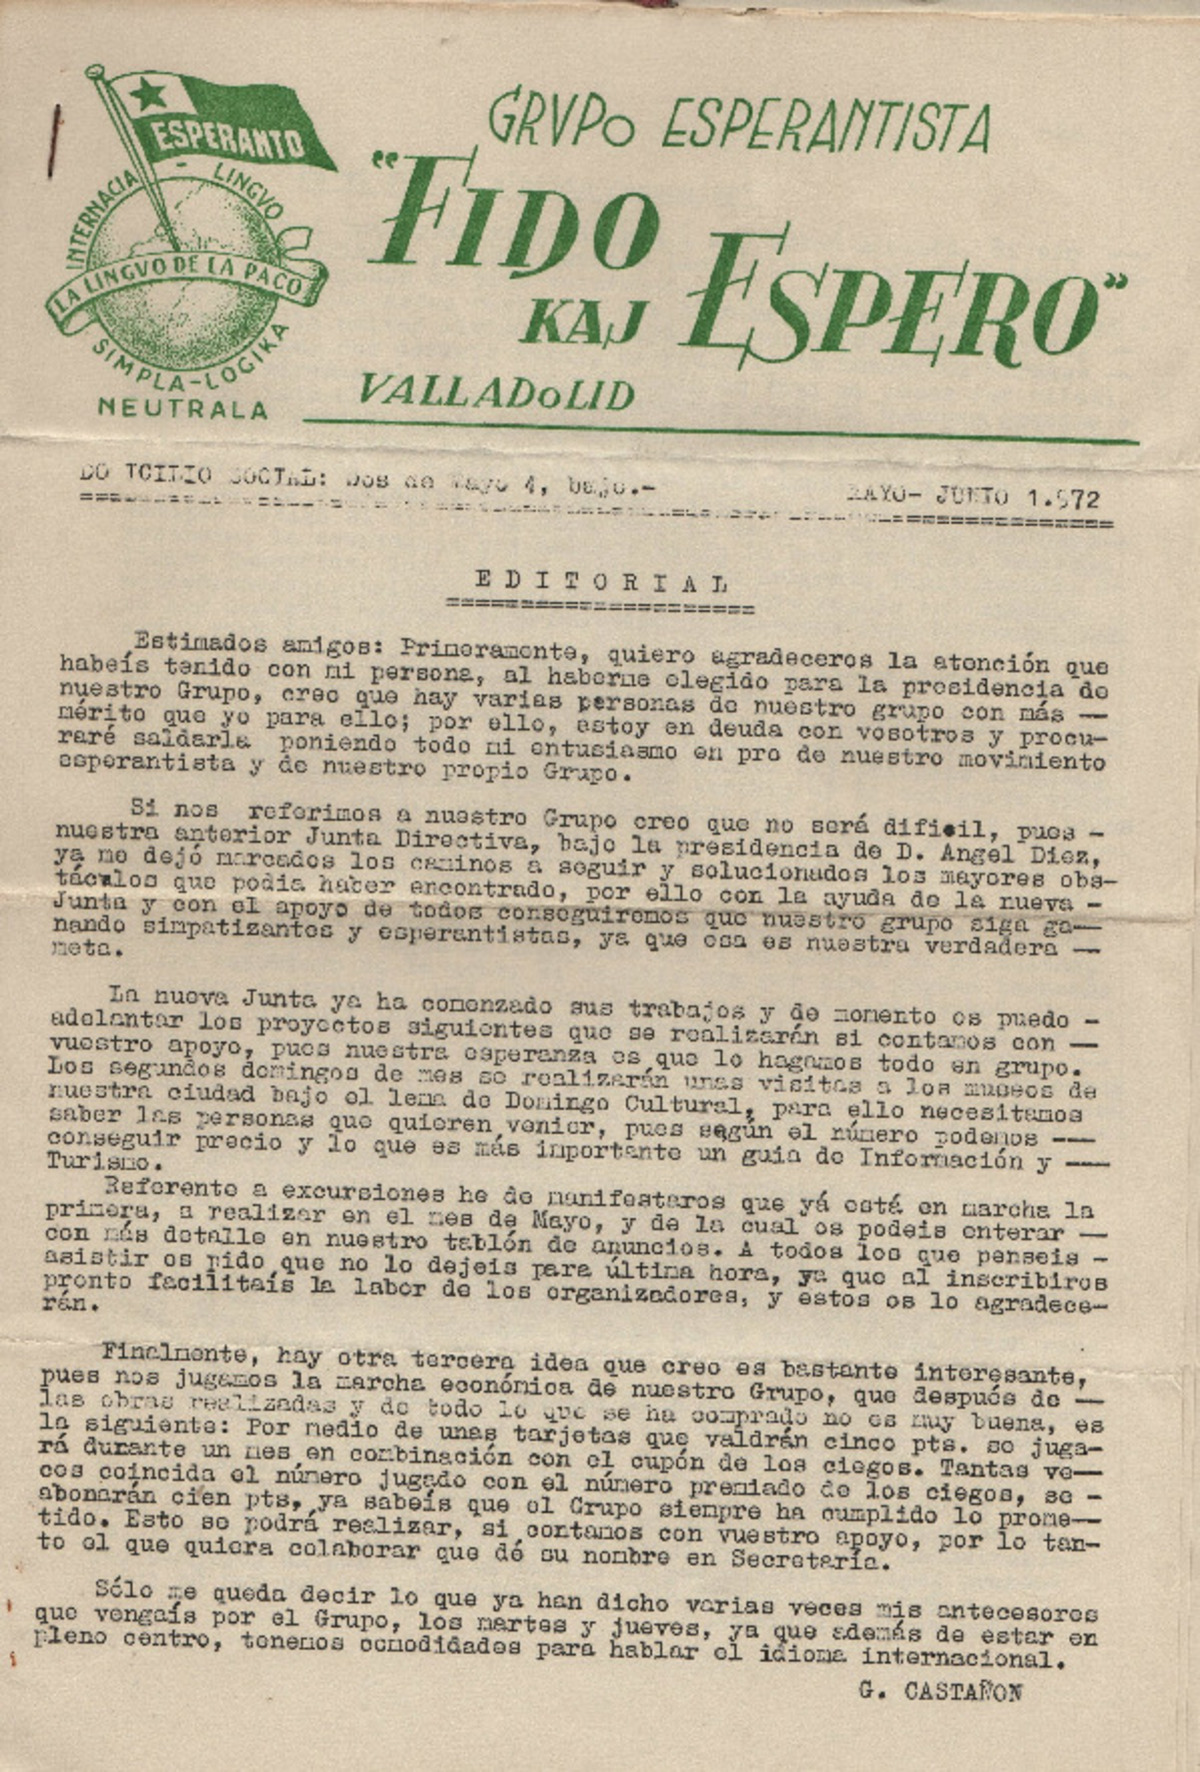 ESPERANTO
INTERNACIA - LINGVO
LA LINGVO DE LA PACO
SIMPLA-LOGIKA
NEUTRALA
GRVPO ESPERANTISTA
"FIDO
KAJ ESPERO"
VALLADOLID
SOCIAL: Dos de Mayo 4, bajo.- MAYO- JUNIO 1.972
EDITORIAL
Estimados amigos: Primeramente, quiero agradeceros la atención que
habeís tenido con mi persona, al haberme elegido para la presidencia de
nuestro Grupo, creo que hay varias personas de nuestro grupo con más --
mérito que yo para ello; por ello, estoy en deuda con vosotros y procu-
raré saldarla poniendo todo mi entusiasmo en pro de nuestro movimiento
esperantista y de nuestro propio Grupo.
Si nos referimos a nuestro Grupo creo que no será dificil, pues -
nuestra anterior Junta Directiva, bajo la presidencia de D. Angel Diez,
ya me dejó marcados los caminos a seguir y solucionados los mayores obs-
táculos que podia haber encontrado, por ello con la ayuda de la nueva -
Junta y con el apoyo de todos conseguiremos que nuestro grupo siga ga--
nando simpatizantes y esperantistas, ya que esa es nuestra verdadera --
meta.
La nueva Junta ya ha comenzado sus trabajos y de momento os puedo -
adelantar los proyectos siguientes que se realizarán si contamos con --
vuestro apoyo, pues nuestra esperanza es que lo hagamos todo en grupo.
Los segundos domingos de mes se realizarán unas visitas a los museos de
nuestra ciudad bajo el lema de Domingo Cultural, para ello necesitamos
saber las personas que quieren venier, pues según el número podemos ---
conseguir precio y lo que es más importante un guia de Información y ---
Turismo.
Referente a excursiones he de manifestaros que yá está en marcha la
primera, a realizar en el mes de Mayo, y de la cual os podeis enterar --
con más detalle en nuestro tablón de anuncios. A todos los que penseis -
asistir os pido que no lo dejeis para última hora, ya que al inscribiros
pronto facilitaís la labor de los organizadores, y estos os lo agradece-
rán.
Finalmente, hay otra tercera idea que creo es bastante interesante,
pues nos jugamos la marcha económica de nuestro Grupo, que después de --
las obras realizadas y de todo lo que se ha comprado no es muy buena, es
la siguiente: Por medio de unas tarjetas que valdrán cinco pts. se juga-
rá durante un mes en combinación con el cupón de los ciegos. Tantas ve--
ces coincida el número jugado con el número premiado de los ciegos, se -
abonarán cien pts, ya sabeís que el Grupo siempre ha cumplido lo prome--
tido. Esto se podrá realizar, si contamos con vuestro apoyo, por lo tan-
to el que quiera colaborar que dé su nombre en Secretaría.
Sólo me queda decir lo que ya han dicho varias veces mis antecesores
que vengaís por el Grupo, los martes y jueves, ya que además de estar en
pleno centro, tenemos comodidades para hablar el idioma internacional.
G. CASTAÑON